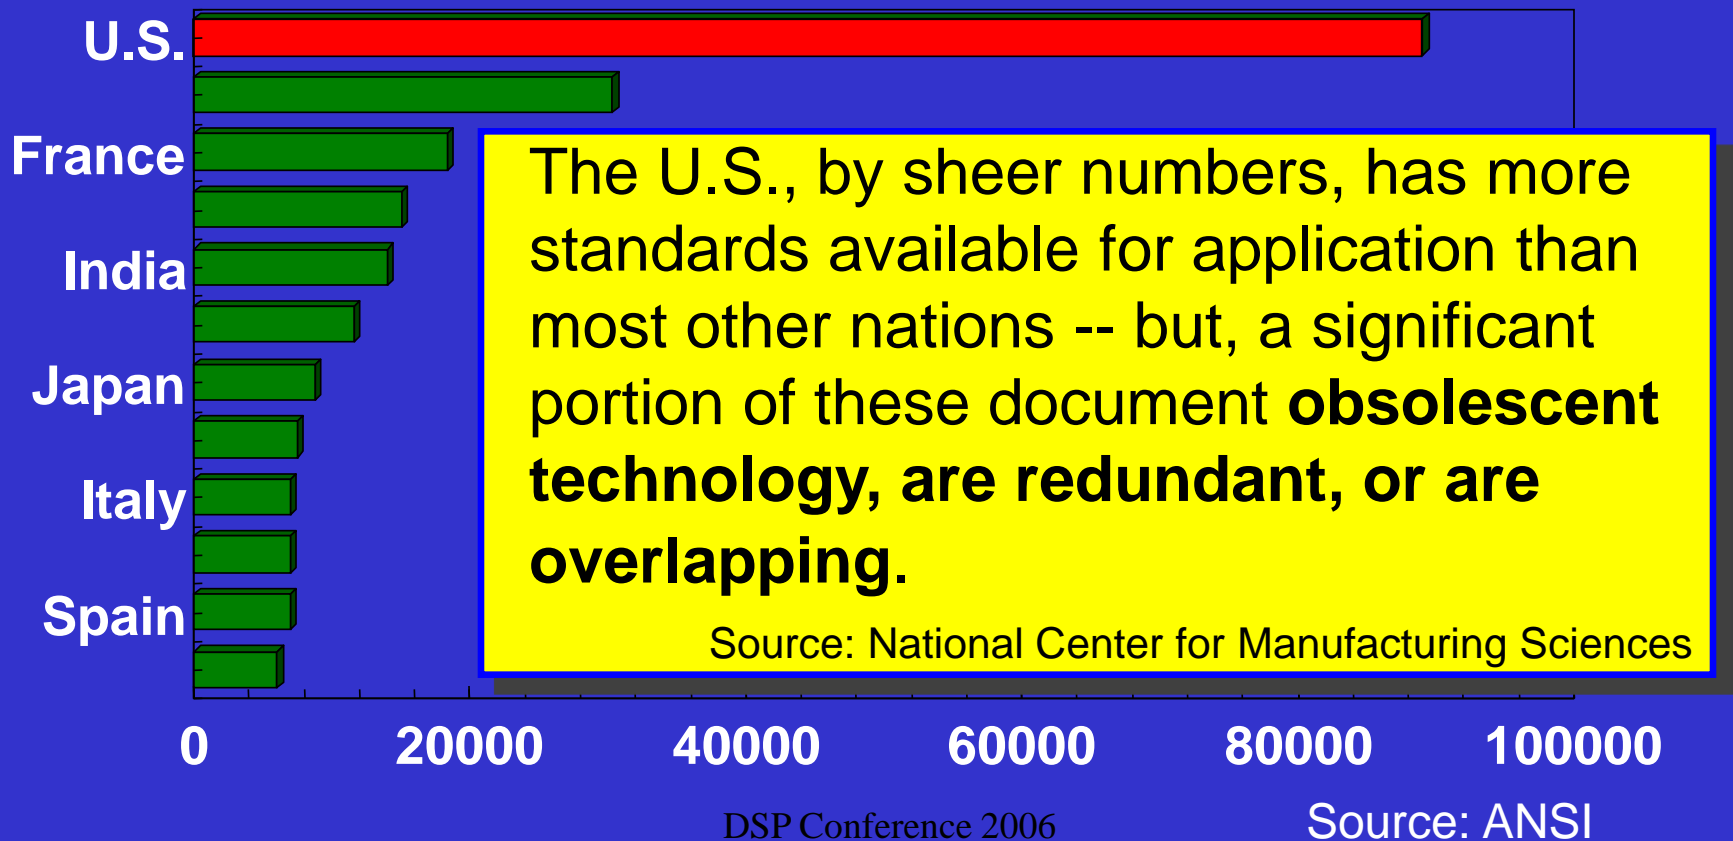 U.S.
France
India
Japan
Italy
Spain
The U.S., by sheer numbers, has more
standards available for application than
most other nations -- but, a significant
portion of these document obsolescent
technology, are redundant, or are
overlapping.
Source: National Center for Manufacturing Sciences
0 20000 40000 60000 80000 100000
DSP Conference 2006
Source: ANSI